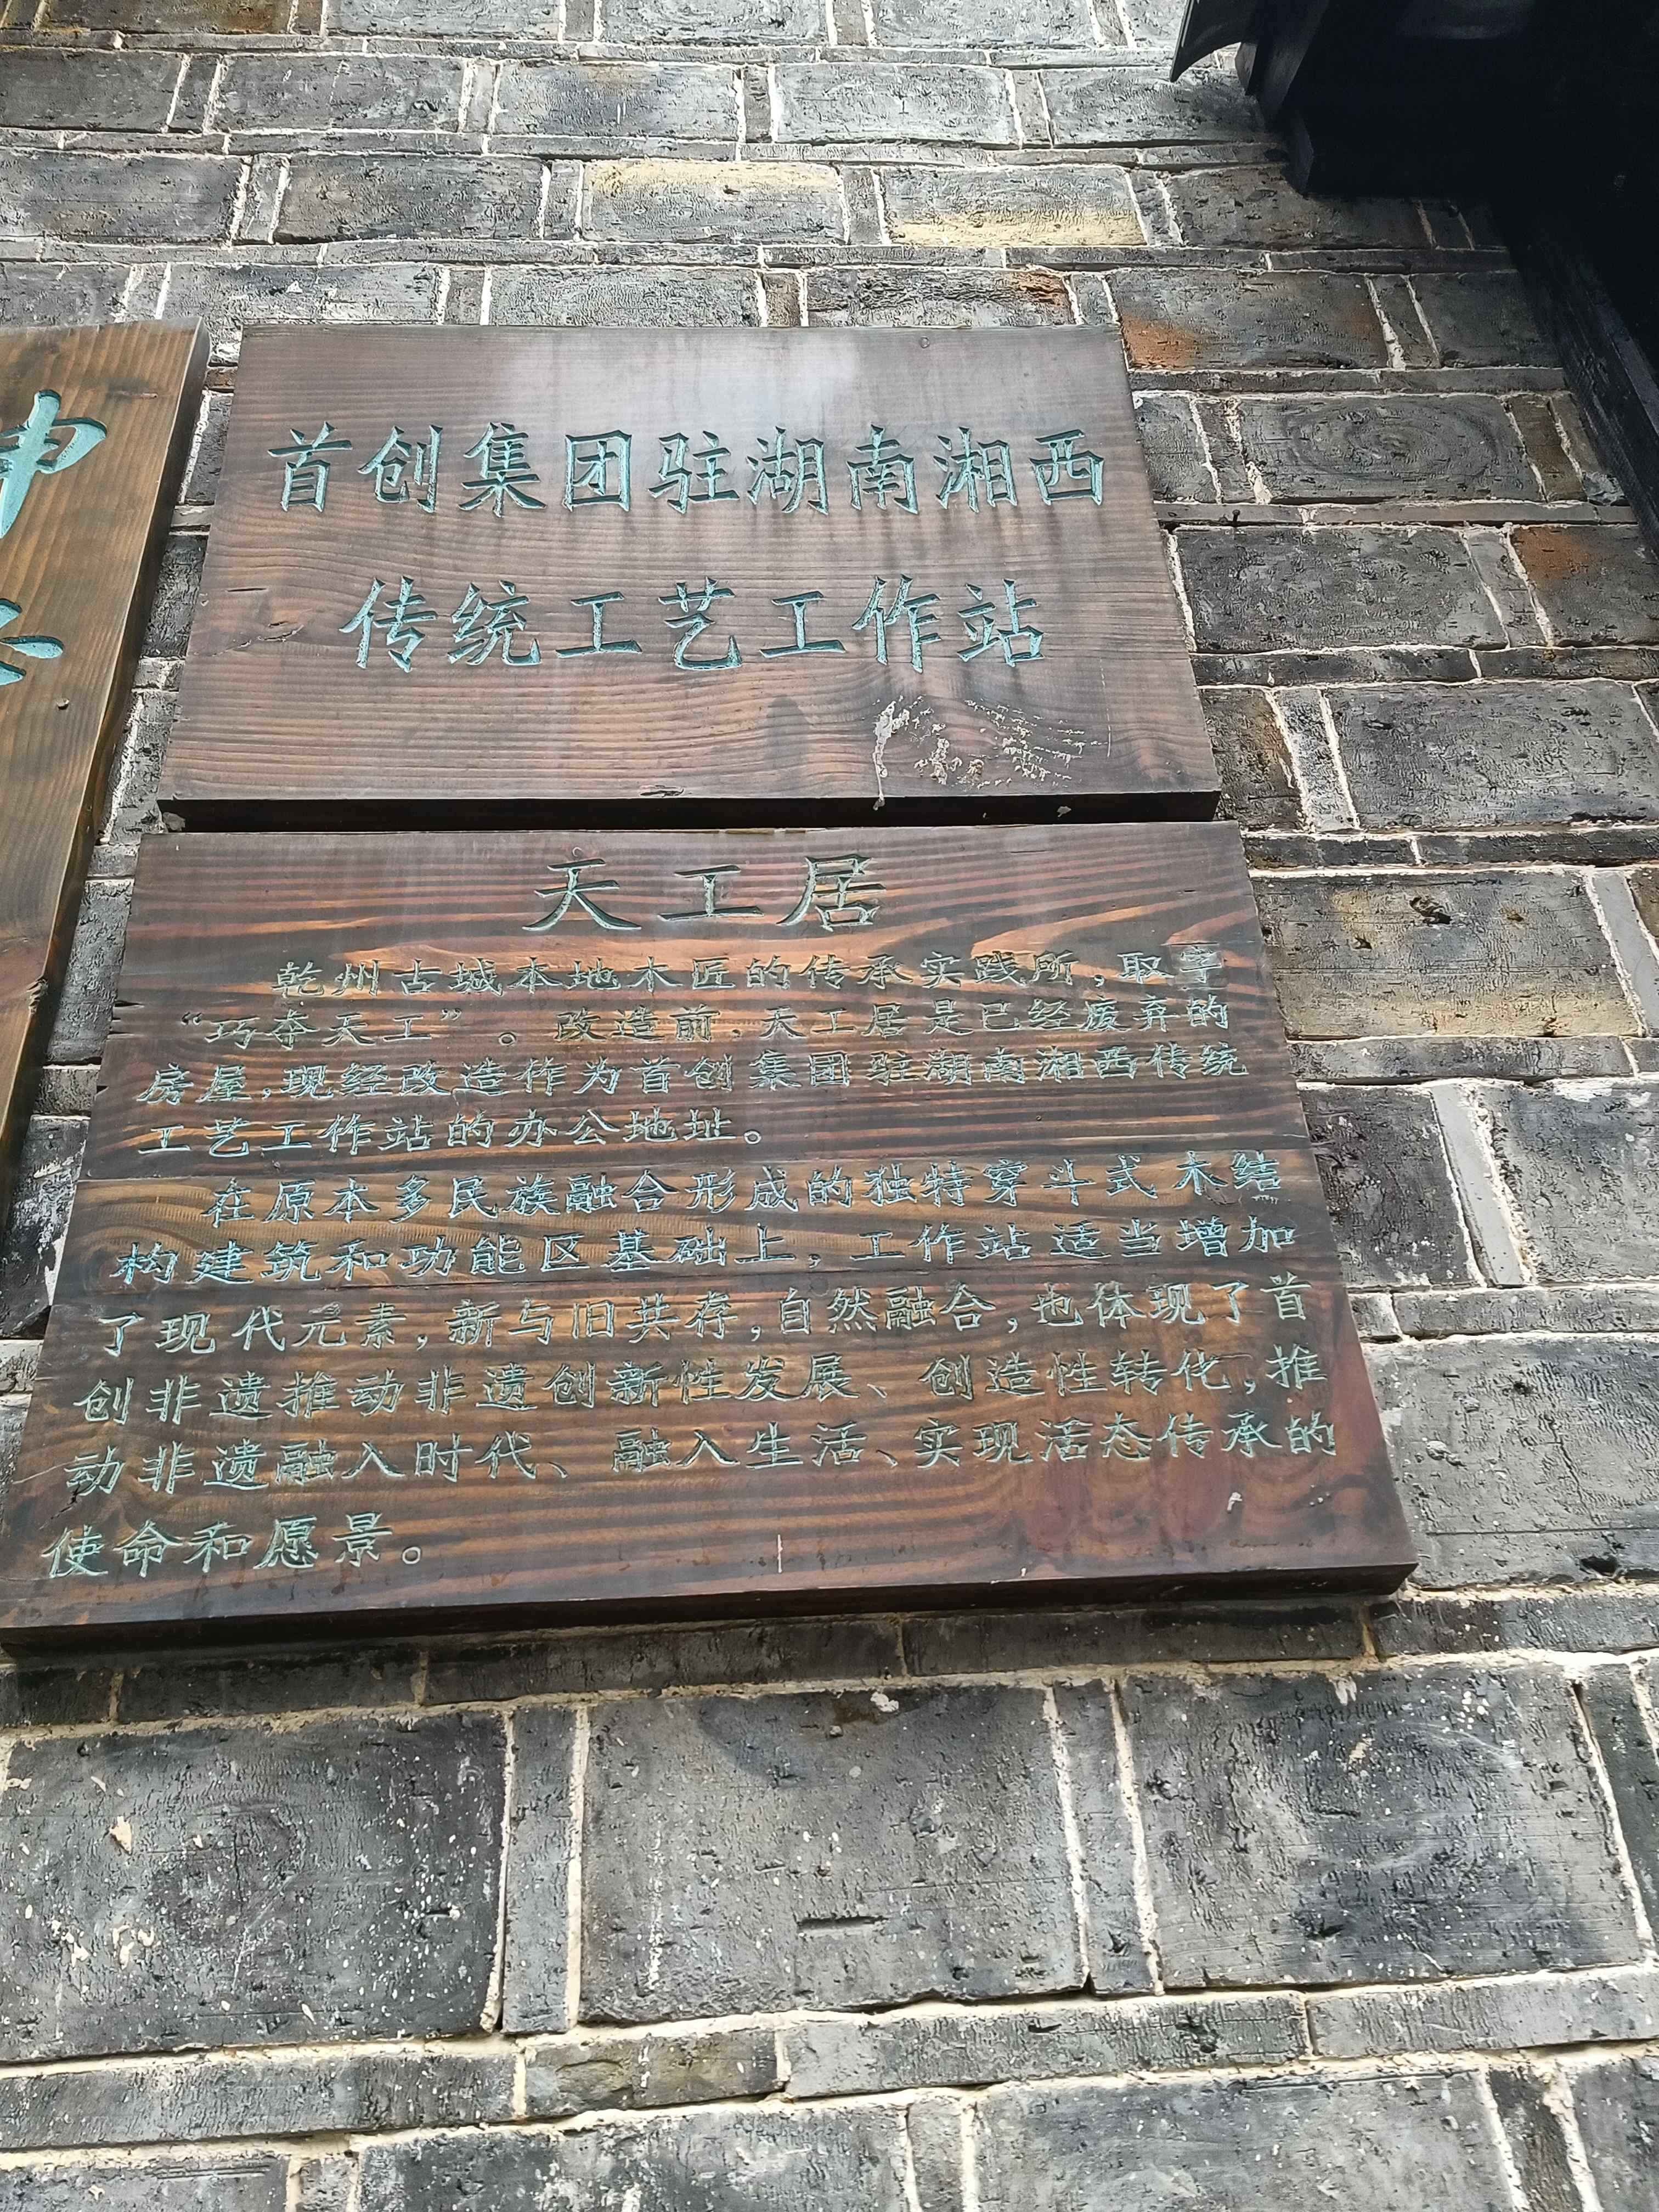 首创集团驻湖南湘西
传统工艺工作站
天工居
乾州古城本地木匠的传承实践所，取字
“巧夺天工”。改造前，天工居是已经废弃的
房屋，现经改造作为首创集团驻湖南湘西传统
工艺工作站的办公地址。
在原本多民族融合形成的独特穿斗式木结
构建筑和功能区基础上，工作站适当增加
了现代元素，新与旧共存，自然融合，也体现了首
创非遗推动非遗创新性发展、创造性转化，推
动非遗融入时代、融入生活、实现活态传承的
使命和愿景。